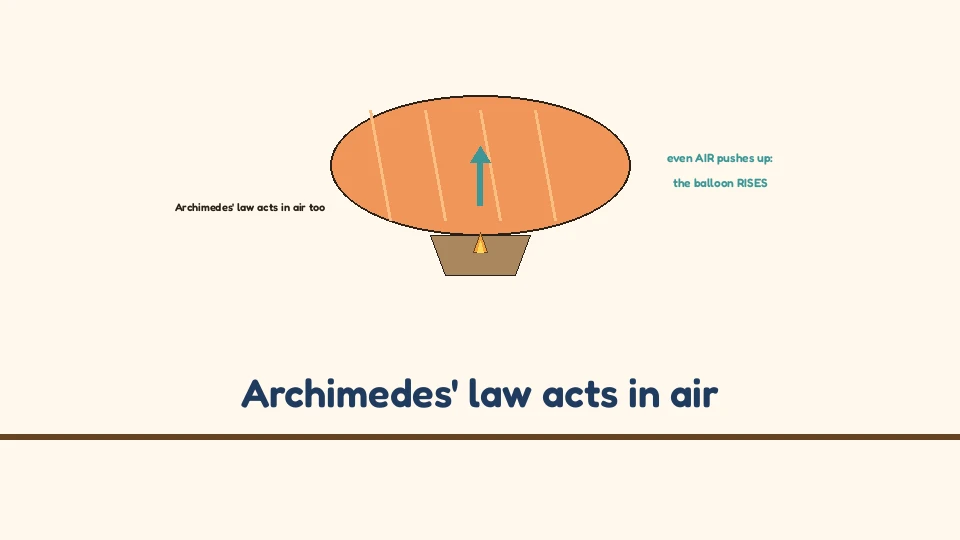 even AIR pushes up:
the balloon RISES
Archimedes' law acts in air too
Archimedes' law acts in air